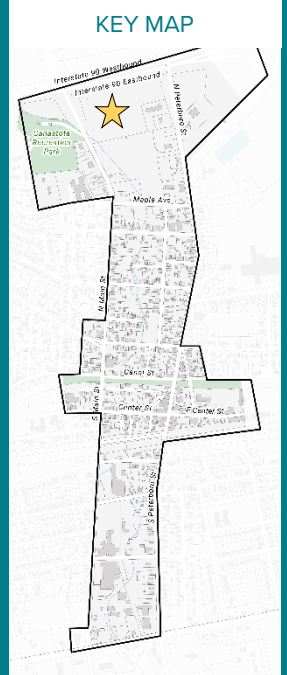 KEY MAP
Interstate 90 Westbound
Interstate 90 Eastbound
N Peterboro St
Canastota
Recreation
Park
Maple Ave
N Main St
Canal St
S Main St
Center St
E Center St
S Peterboro St